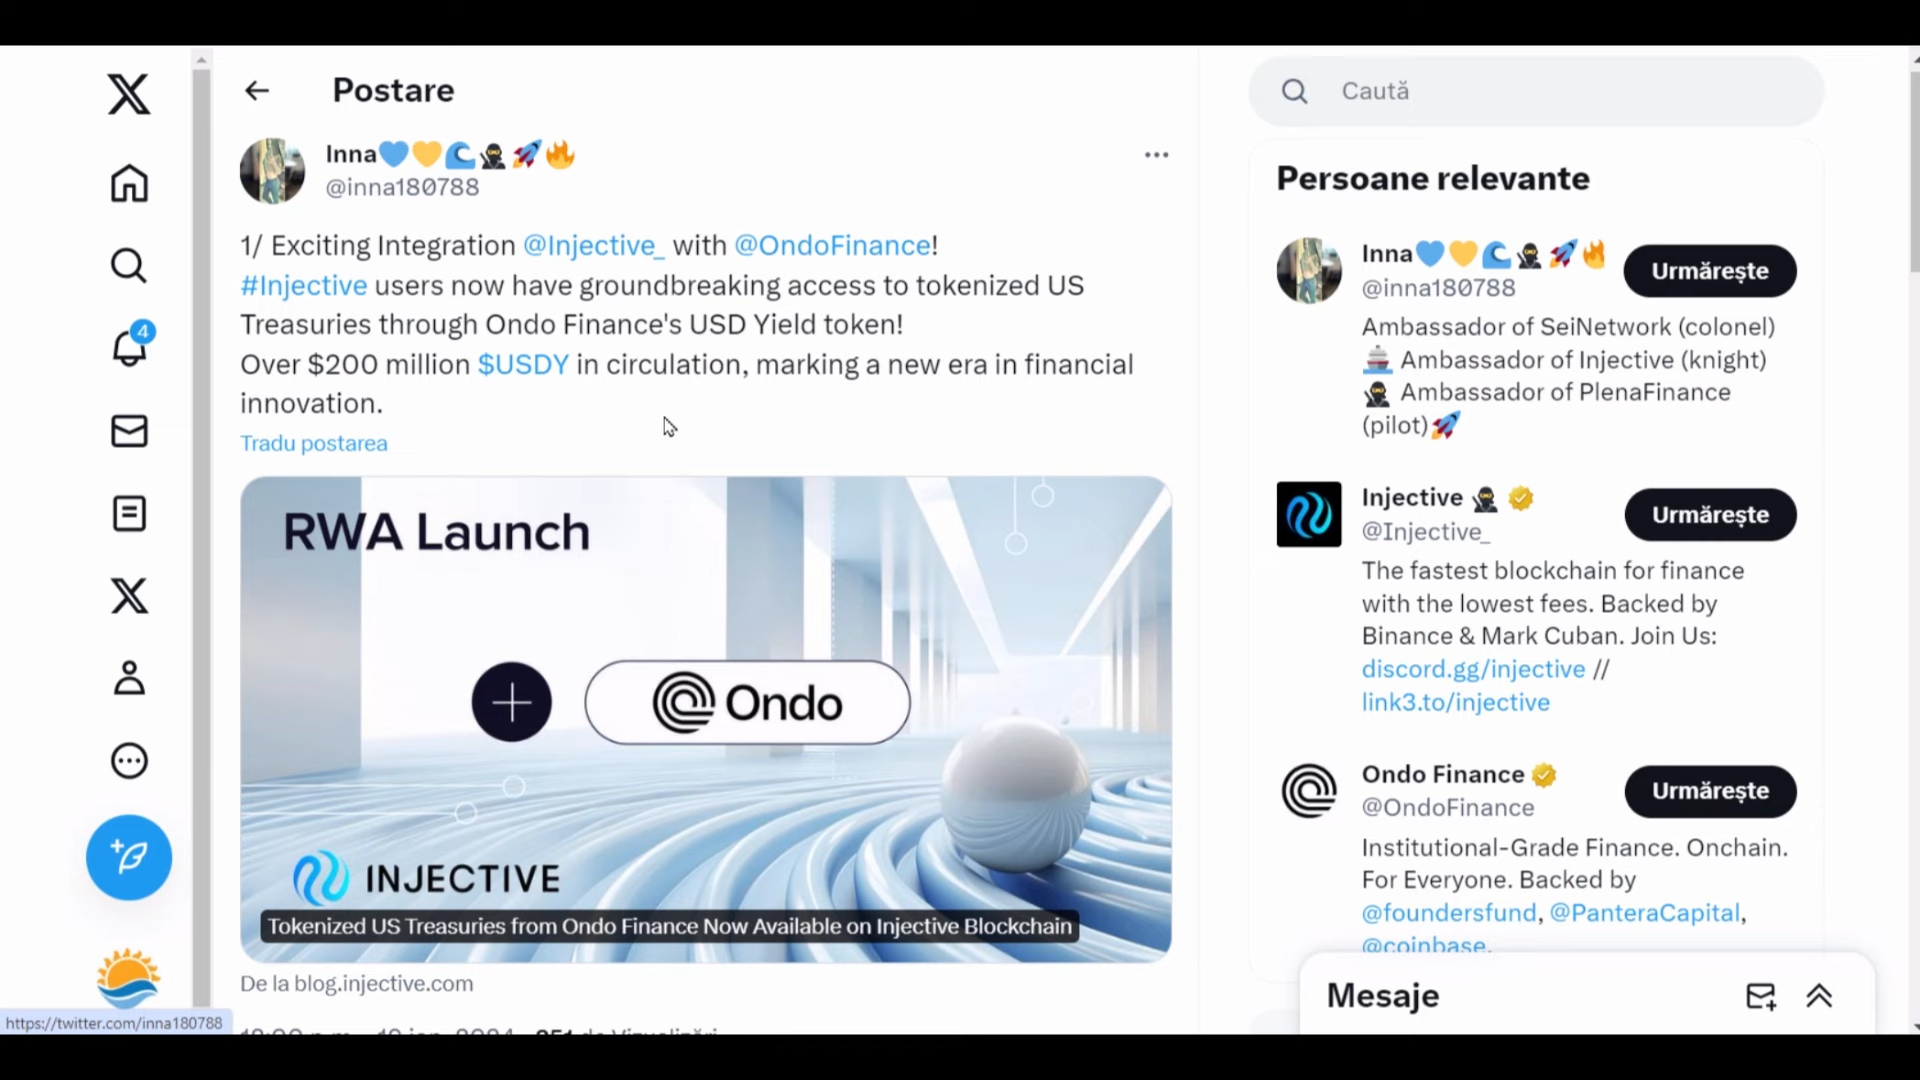 Postare
Inna💙💛🌊🥷🚀🔥
@inna180788
1/ Exciting Integration @Injective_ with @OndoFinance!
#Injective users now have groundbreaking access to tokenized US
Treasuries through Ondo Finance's USD Yield token!
Over $200 million $USDY in circulation, marking a new era in financial
innovation.
Tradu postarea
RWA Launch
Ondo
INJECTIVE
Tokenized US Treasuries from Ondo Finance Now Available on Injective Blockchain
De la blog.injective.com
4
https://twitter.com/inna180788
Caută
Persoane relevante
Inna💙💛🌊🥷🚀🔥
@inna180788
Urmărește
Ambassador of SeiNetwork (colonel)
🚢 Ambassador of Injective (knight)
🥷 Ambassador of PlenaFinance
(pilot)🚀
Injective 🥷
@Injective_
Urmărește
The fastest blockchain for finance
with the lowest fees. Backed by
Binance & Mark Cuban. Join Us:
discord.gg/injective //
link3.to/injective
Ondo Finance
@OndoFinance
Urmărește
Institutional-Grade Finance. Onchain.
For Everyone. Backed by
@foundersfund, @PanteraCapital,
@coinbase,
Mesaje